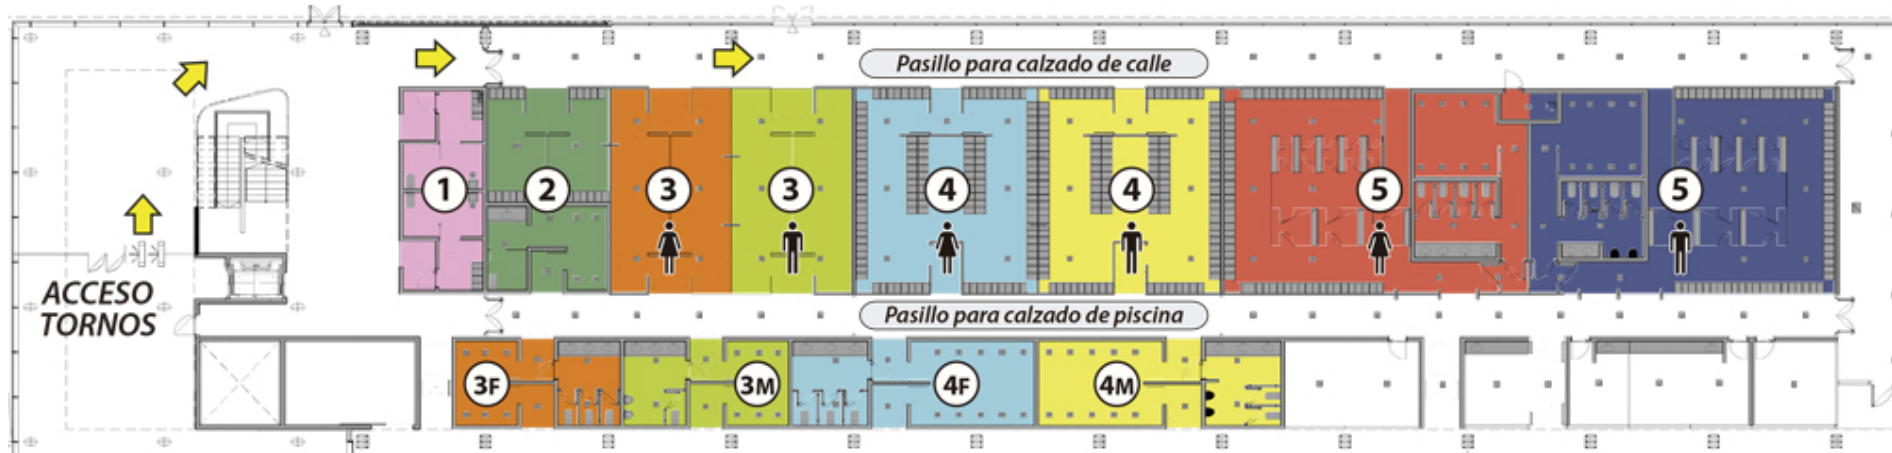 Pasillo para calzado de calle
1
2
3
3
4
4
5
5
ACCESO
TORNOS
Pasillo para calzado de piscina
3F
3M
4F
4M